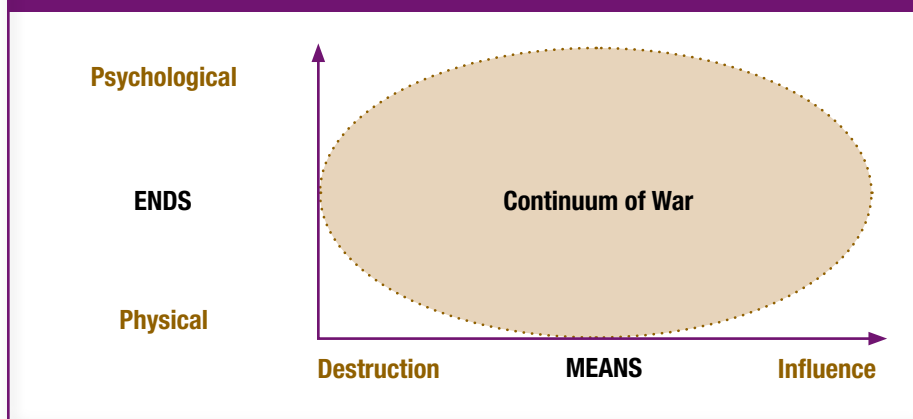 Psychological
ENDS
Continuum of War
Physical
Destruction
MEANS
Influence